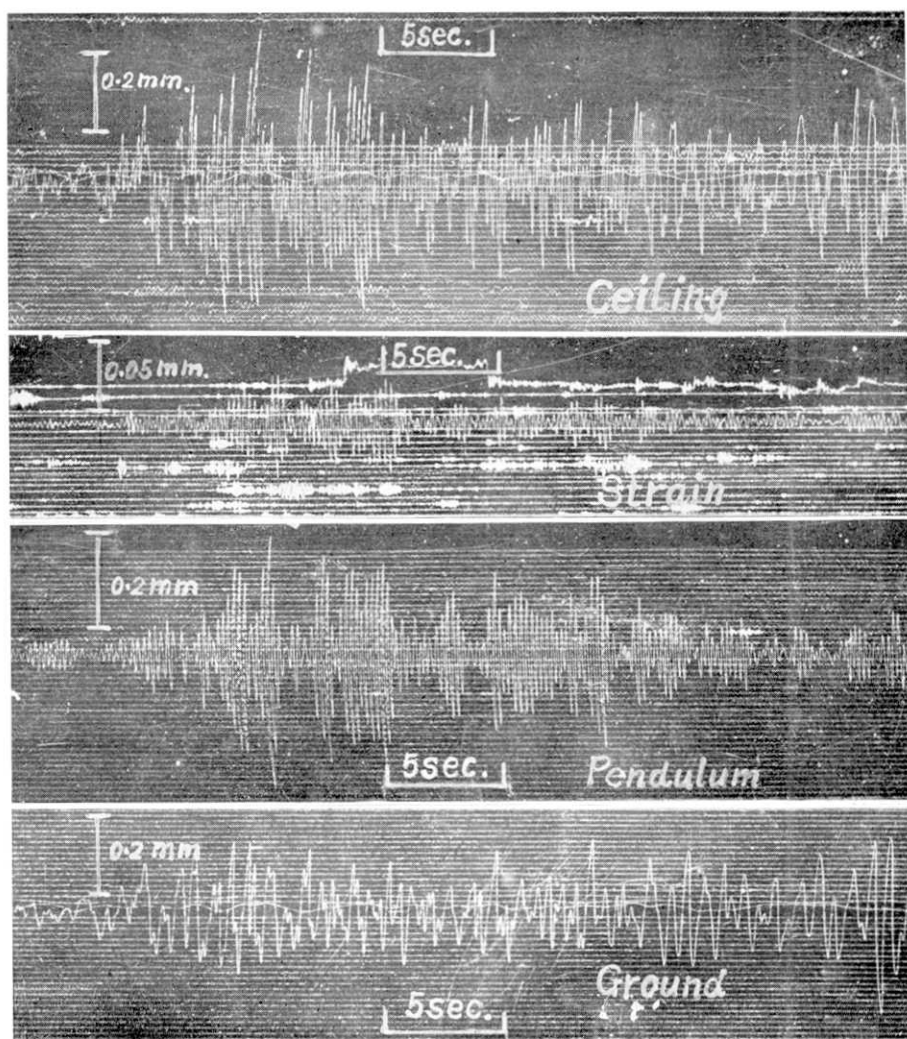 5sec.
0.2mm.
Ceiling
0.05mm.
5sec.
Strain
0.2mm
5sec.
Pendulum
0.2mm
Ground
5sec.